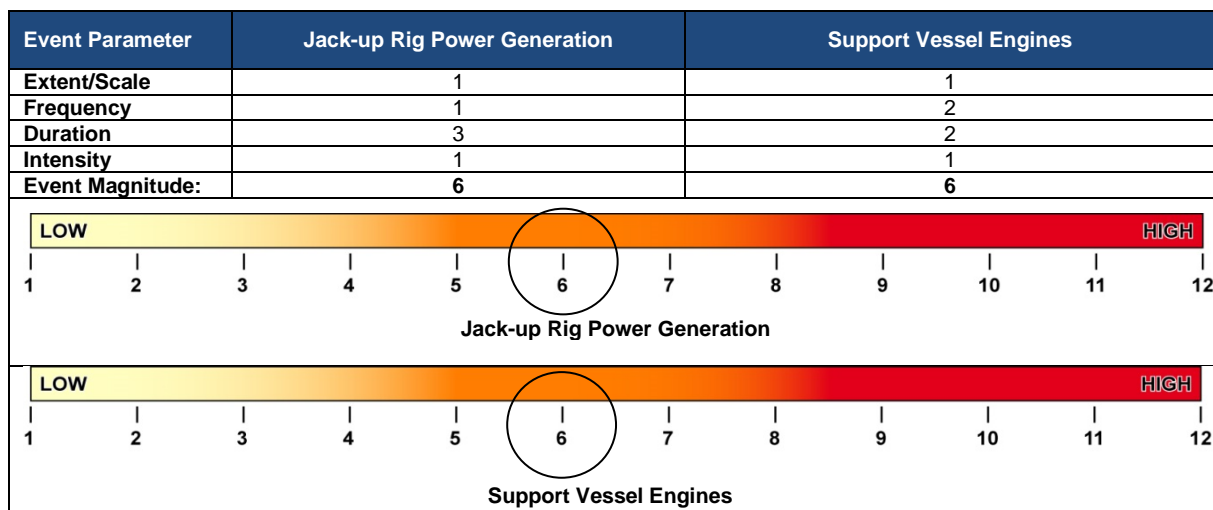 Event Parameter Jack-up Rig Power Generation Support Vessel Engines
Extent/Scale 1 1
Frequency 1 2
Duration 3 2
Intensity 1 1
Event Magnitude: 6 6
LOW HIGH
1 2 3 4 5 6 7 8 9 10 11 12
Jack-up Rig Power Generation
LOW HIGH
1 2 3 4 5 6 7 8 9 10 11 12
Support Vessel Engines